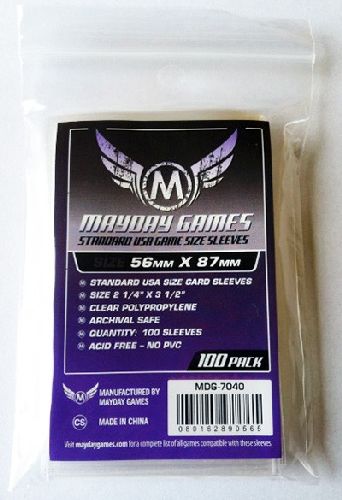 M
MAYDAY GAMES
STANDARD USA GAME SIZE SLEEVES
SIZE 56MM X 87MM
STANDARD USA SIZE CARD SLEEVES
SIZE 2 1/4" X 3 1/2"
CLEAR POLYPROPYLENE
ARCHIVAL SAFE
QUANTITY: 100 SLEEVES
ACID FREE - NO PVC
100 PACK
M
MANUFACTURED BY
MAYDAY GAMES
CS
MADE IN CHINA
MDG-7040
Visit maydaygames.com for a complete list of all games compatible with these sleeves.